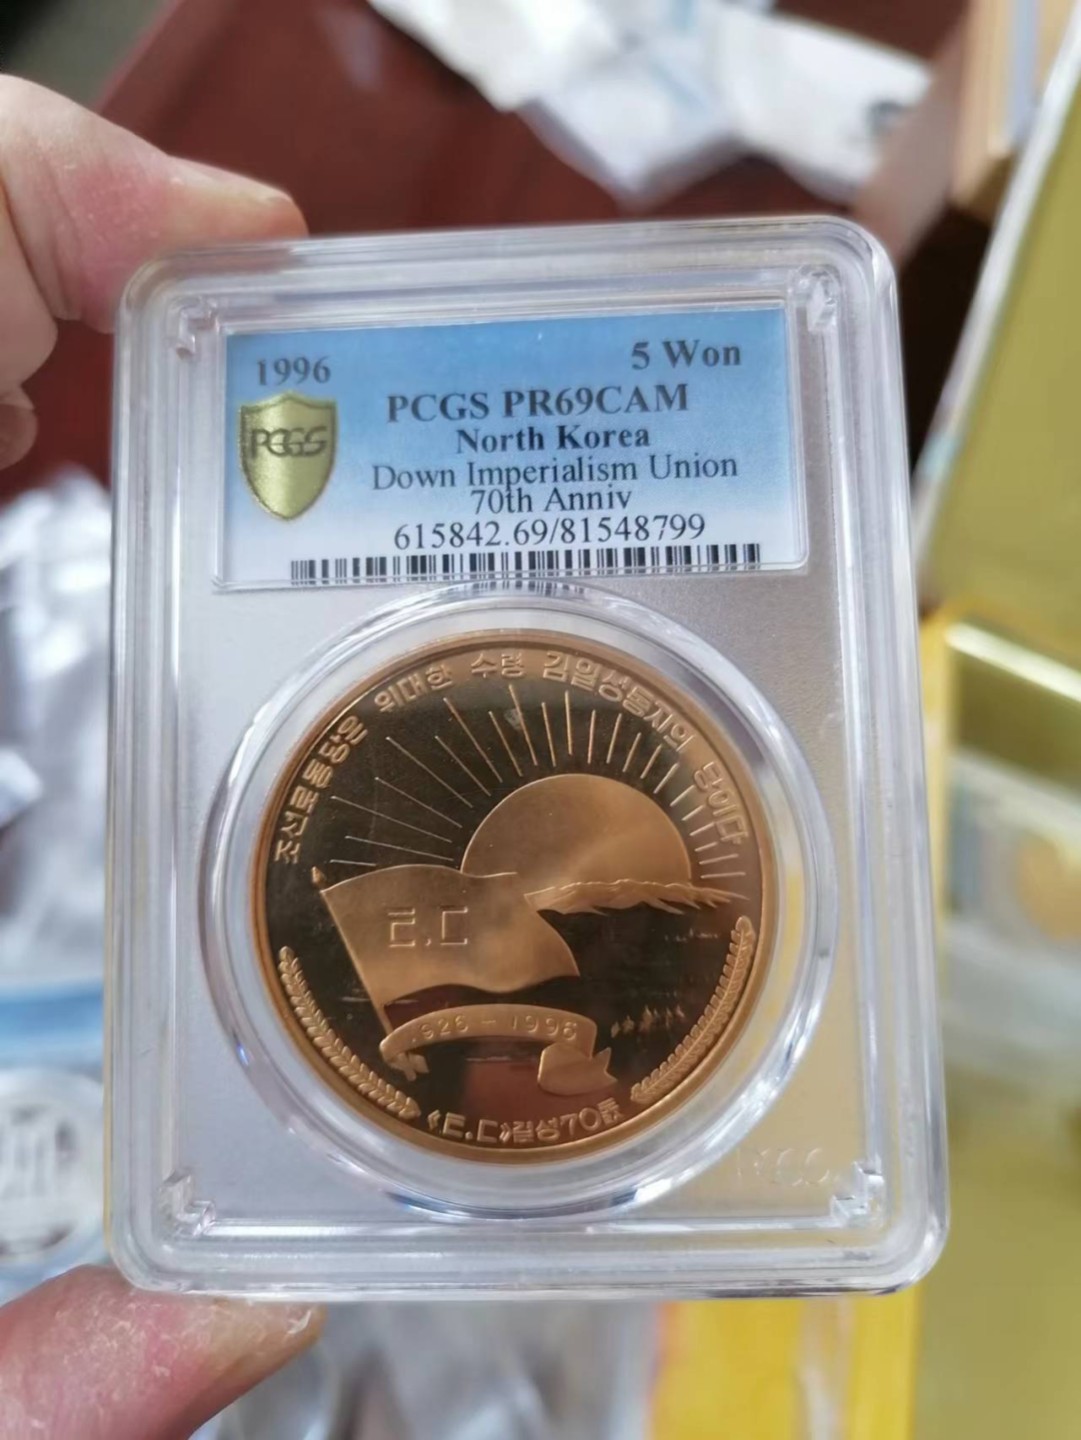 1996
5 Won
PCGS
PCGS PR69CAM
North Korea
Down Imperialism Union
70th Anniv
615842.69/81548799
조선로동당은 위대한 수령 김일성동지의 당이다
ㅌ.ㄷ
1926-1996
《ㅌ.ㄷ》결성70돐
PCGS